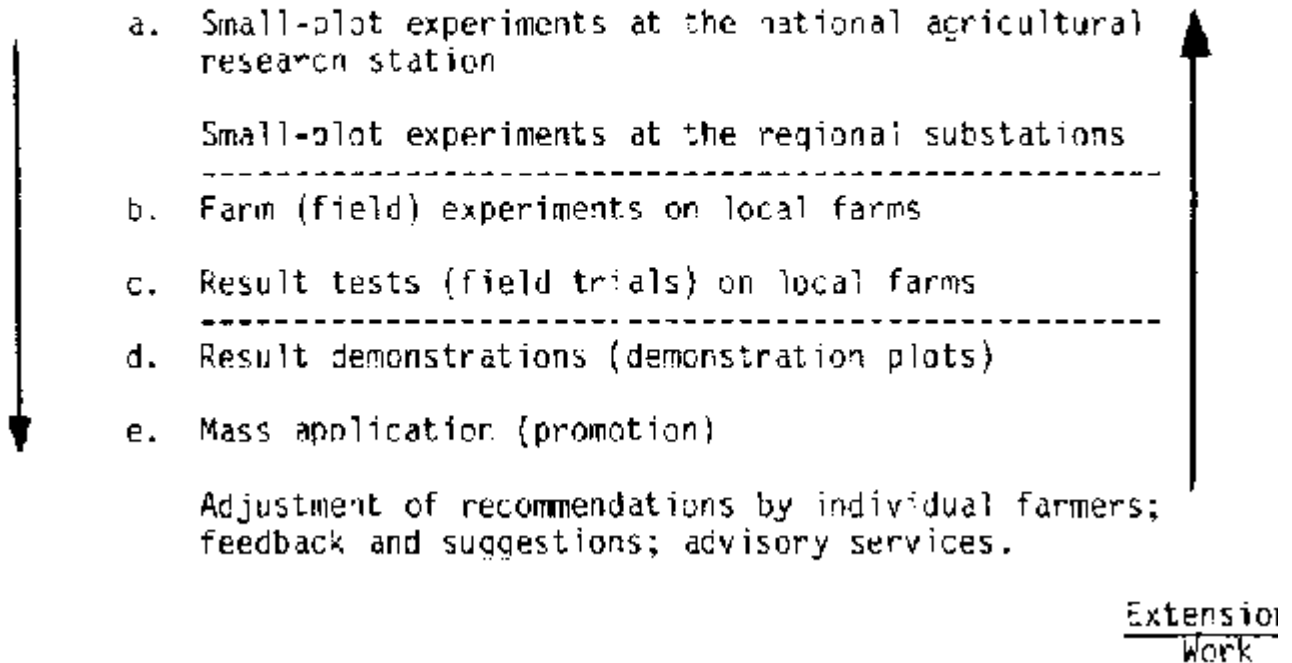 a. Small-plot experiments at the national agricultural
research station
Small-plot experiments at the regional substations
b. Farm (field) experiments on local farms
c. Result tests (field trials) on local farms
d. Result demonstrations (demonstration plots)
e. Mass application (promotion)
Adjustment of recommendations by individual farmers;
feedback and suggestions; advisory services.
Extension
Work